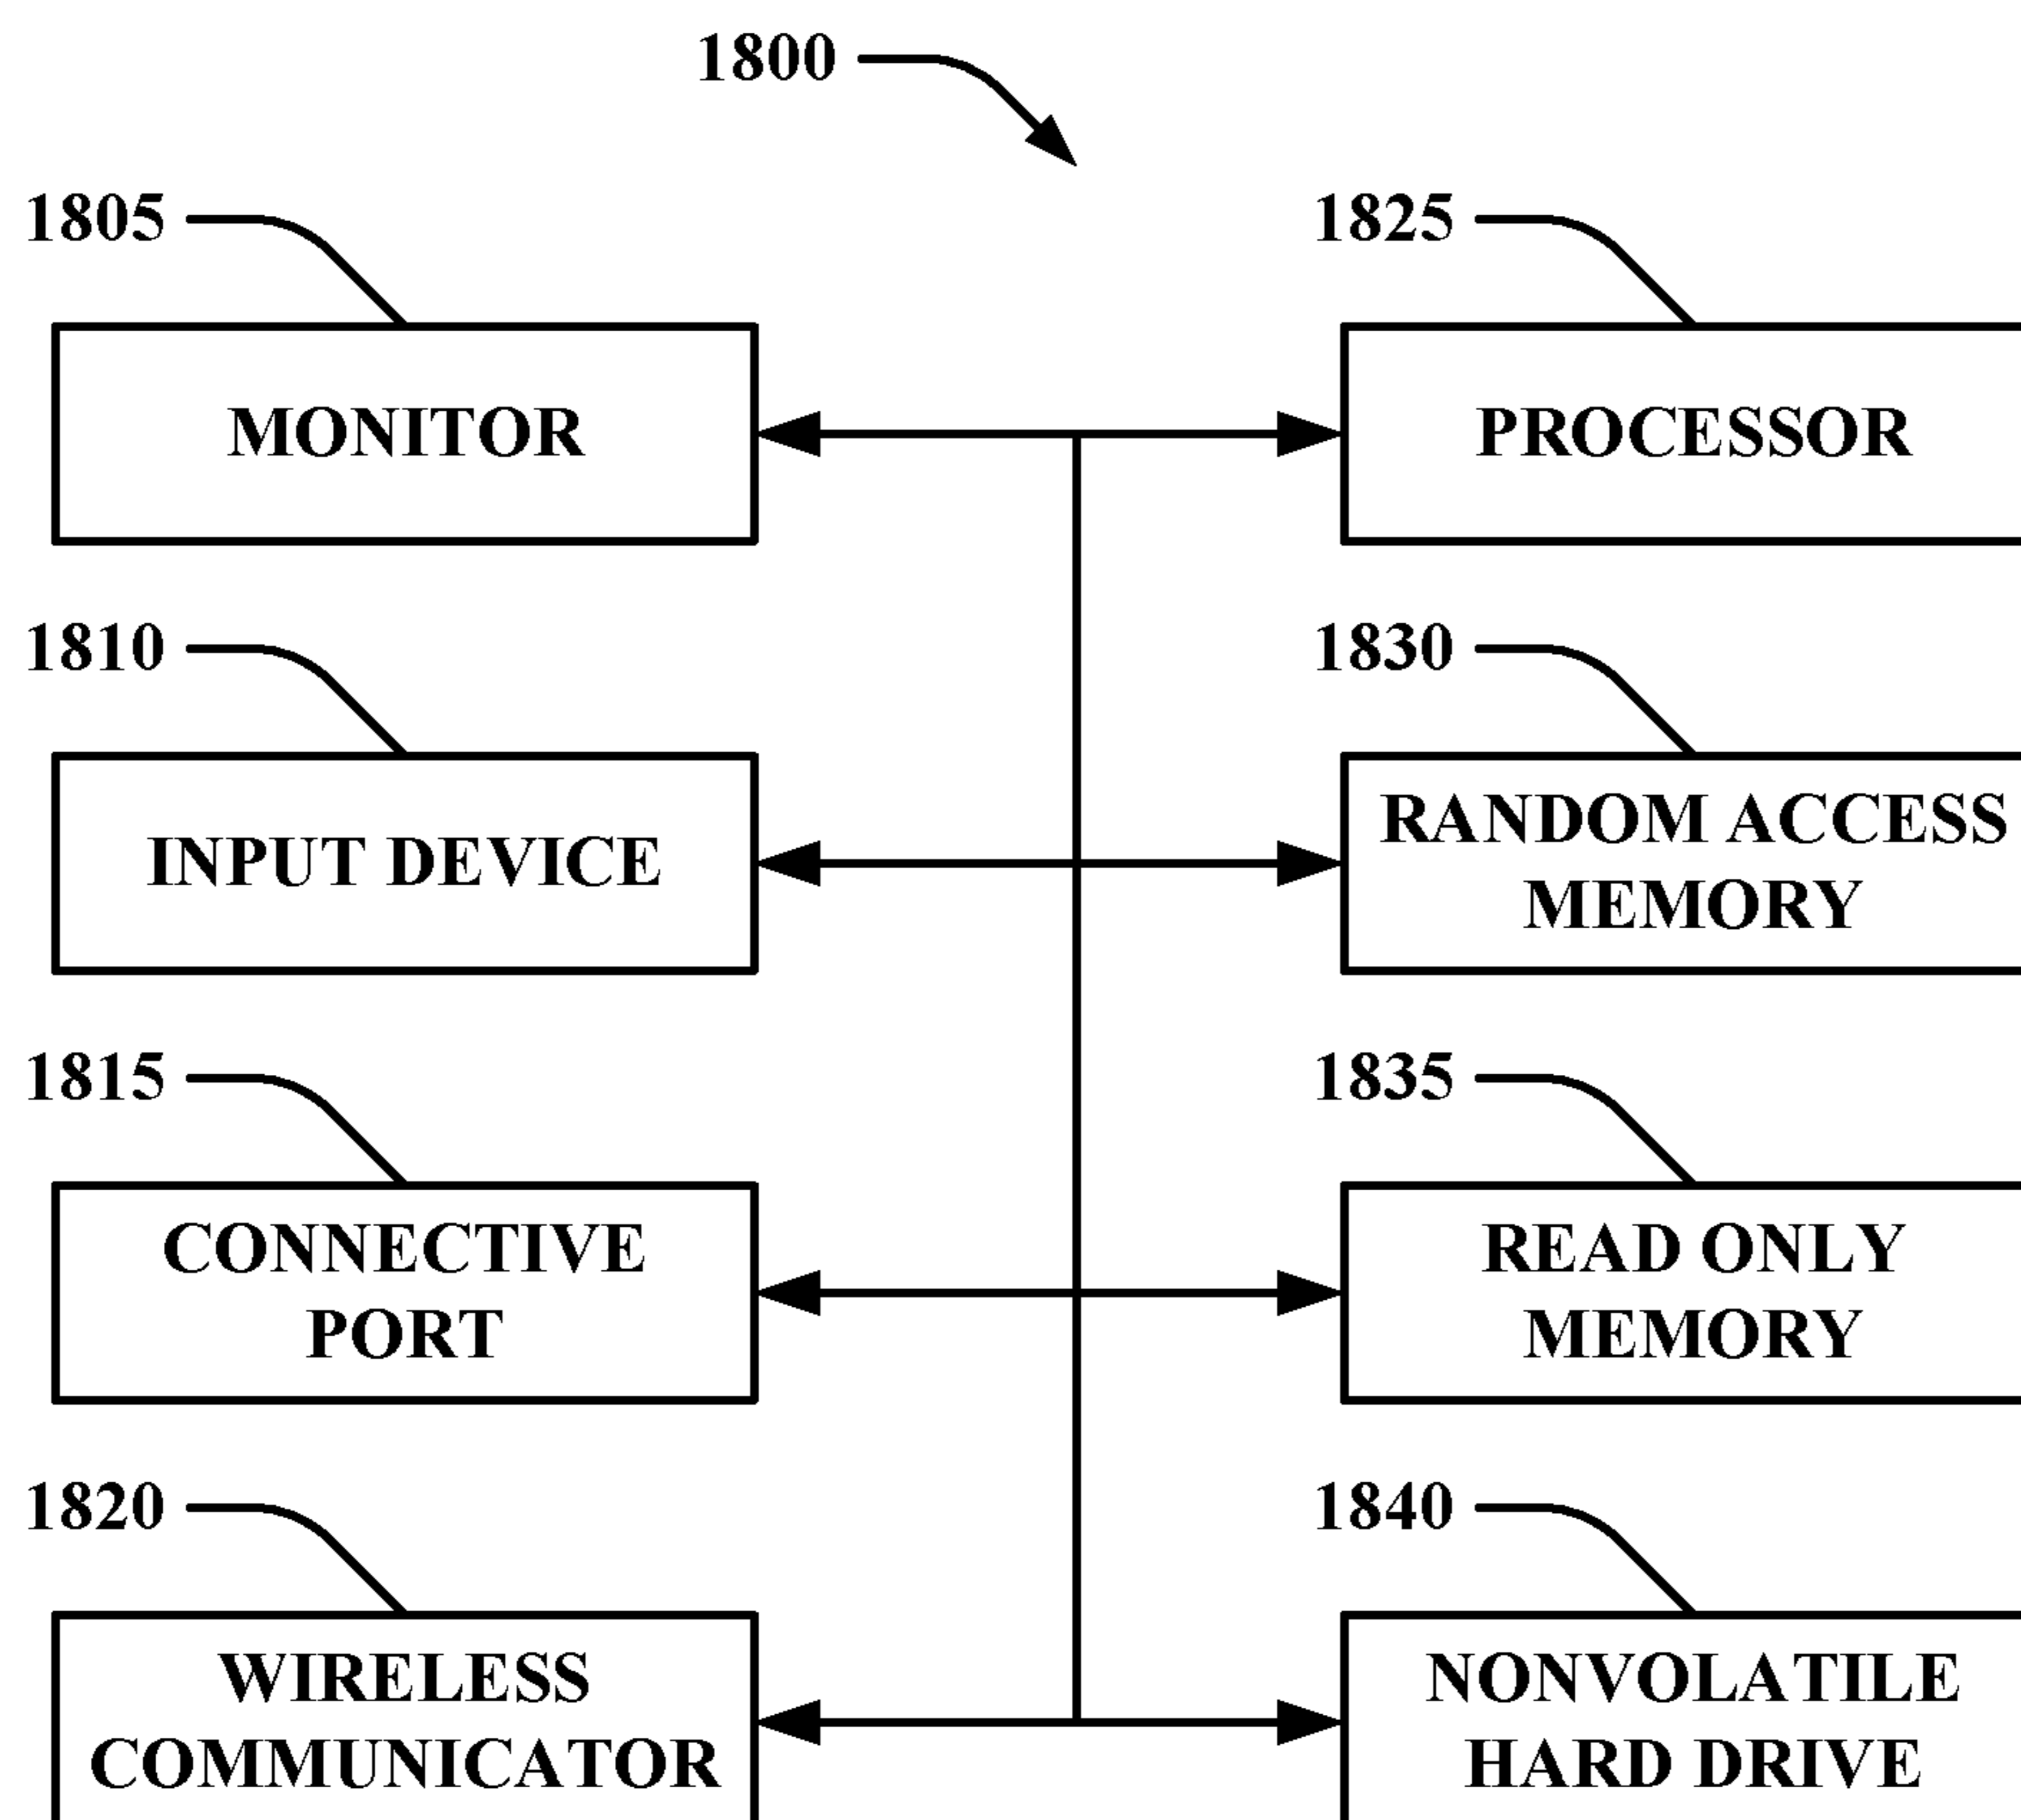 1800
1805
1825
MONITOR
PROCESSOR
1810
1830
INPUT DEVICE
RANDOM ACCESS
MEMORY
1815
1835
CONNECTIVE
PORT
READ ONLY
MEMORY
1820
1840
WIRELESS
COMMUNICATOR
NONVOLATILE
HARD DRIVE